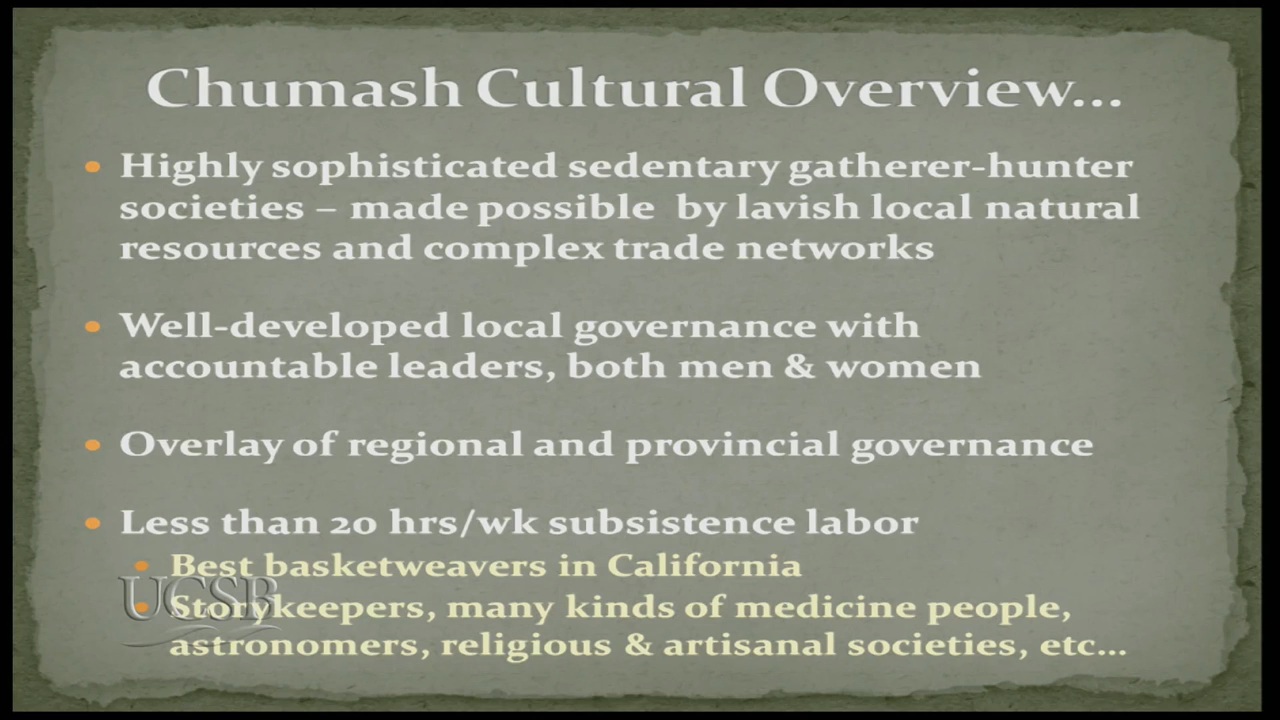 Chumash Cultural Overview...
• Highly sophisticated sedentary gatherer-hunter
societies – made possible by lavish local natural
resources and complex trade networks
• Well-developed local governance with
accountable leaders, both men & women
• Overlay of regional and provincial governance
• Less than 20 hrs/wk subsistence labor
• Best basketweavers in California
• Storykeepers, many kinds of medicine people,
astronomers, religious & artisanal societies, etc...
UCSB